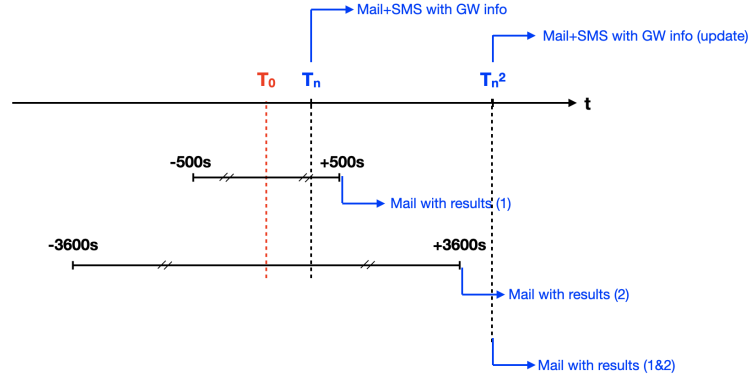 Mail+SMS with GW info
Mail+SMS with GW info (update)
T₀ Tₙ Tₙ²
t
-500s +500s
Mail with results (1)
-3600s +3600s
Mail with results (2)
Mail with results (1&2)